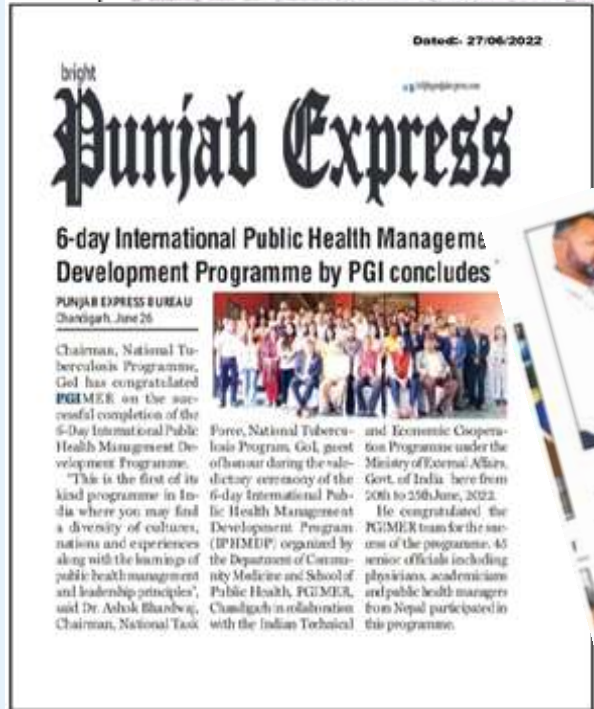 Dated:- 27/06/2022
bright
Punjab Express
6-day International Public Health Manageme
Development Programme by PGI concludes
PUNJAB EXPRESS BUREAU
Chandigarh, June 26
Chairman, National Tu-
berculosis Programme,
GoI has congratulated
PGIMER on the suc-
cessful completion of the
6-Day International Public
Health Management De-
velopment Programme.
"This is the first of its
kind programme in In-
dia where you may find
a diversity of cultures,
nations and experiences
along with the learnings of
public health management
and leadership principles",
said Dr. Ashok Bhardwaj,
Chairman, National Task
Force, National Tubercu-
losis Program, GoI, guest
of honour during the vale-
dictory ceremony of the
6-day International Pub-
lic Health Management
Development Program
(IPHMDP) organized by
the Department of Commu-
nity Medicine and School of
Public Health, PGIMER,
Chandigarh in collaboration
with the Indian Technical
and Economic Coopera-
tion Programme under the
Ministry of External Affairs,
Govt. of India here from
20th to 25th June, 2022.
He congratulated the
PGIMER team for the suc-
cess of the programme. 45
senior officials including
physicians, academicians
and public health managers
from Nepal participated in
this programme.